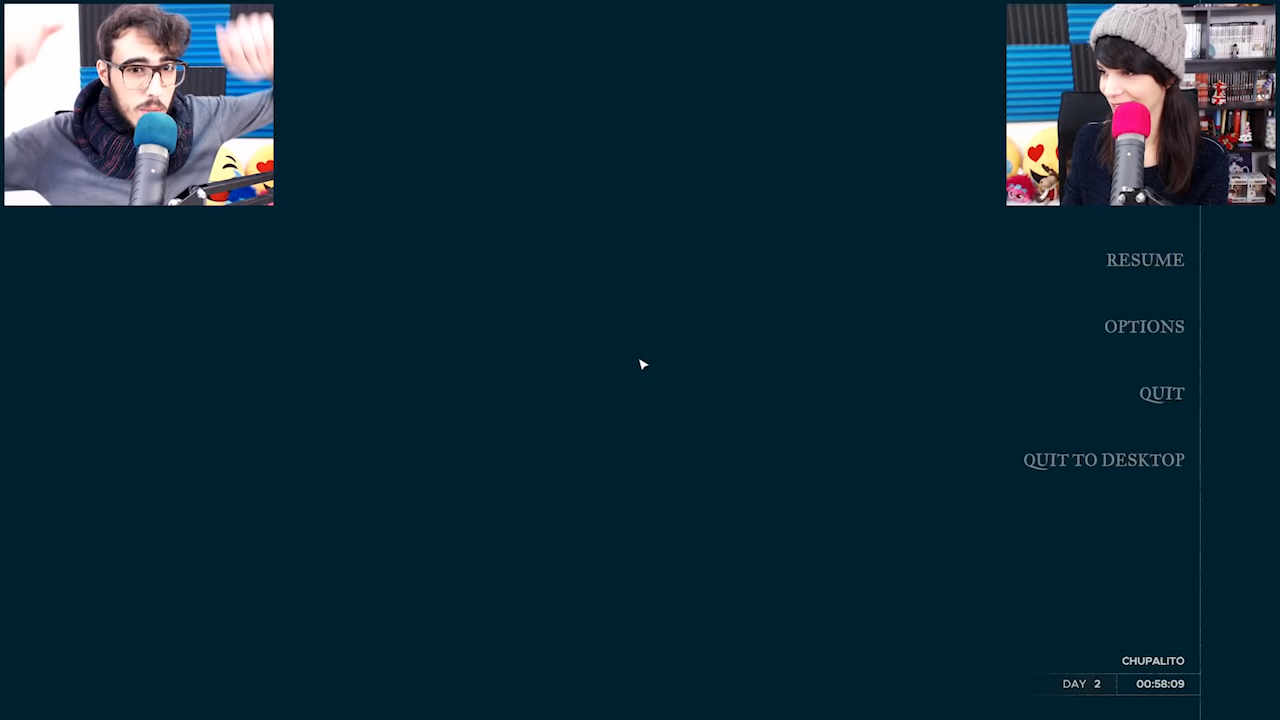 RESUME
OPTIONS
QUIT
QUIT TO DESKTOP
CHUPALITO
DAY 2 00:58:09